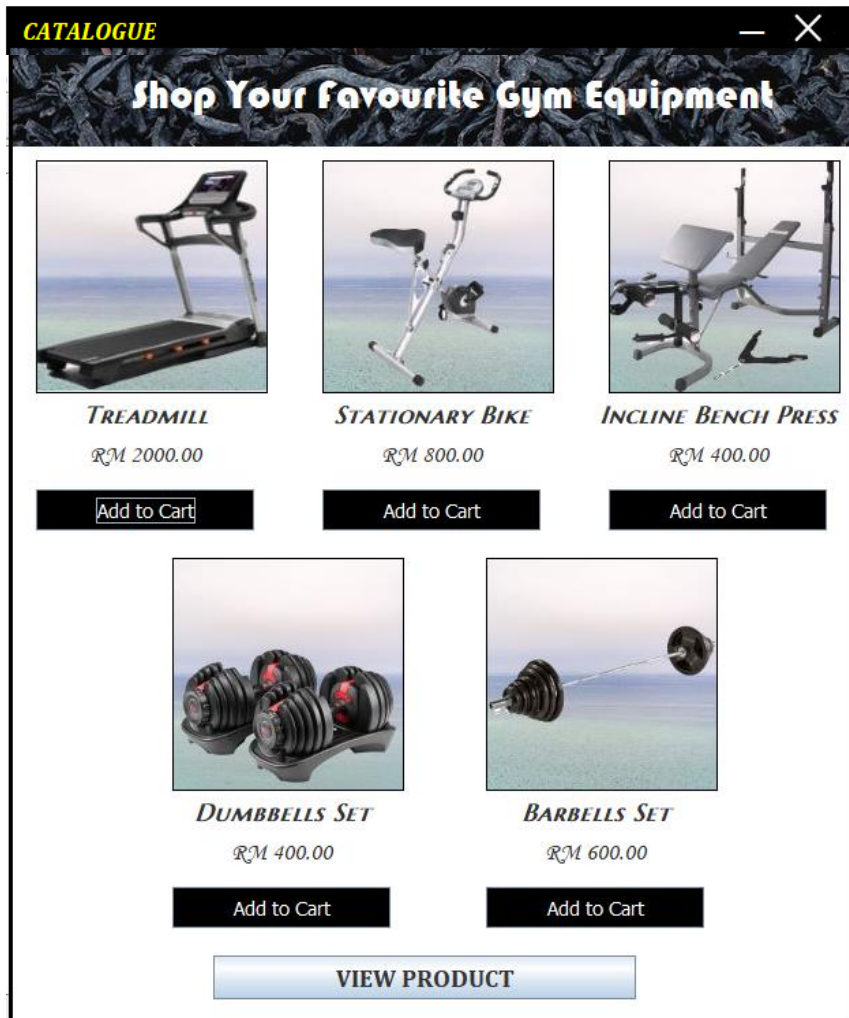 CATALOGUE
Shop Your Favourite Gym Equipment
TREADMILL
RM 2000.00
Add to Cart
STATIONARY BIKE
RM 800.00
Add to Cart
INCLINE BENCH PRESS
RM 400.00
Add to Cart
DUMBBELLS SET
RM 400.00
Add to Cart
BARBELLS SET
RM 600.00
Add to Cart
VIEW PRODUCT